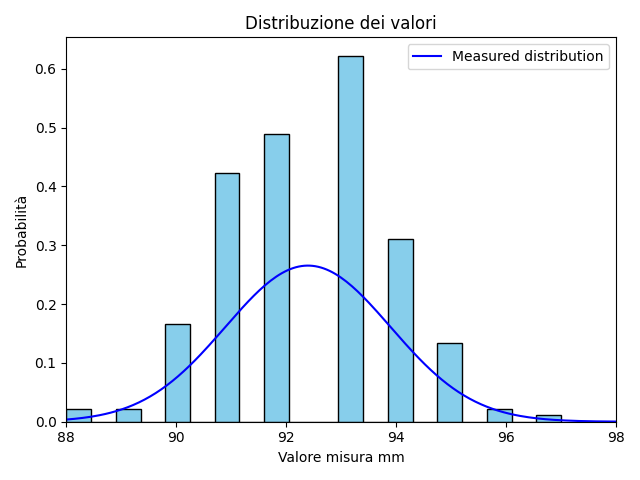 Distribuzione dei valori
Measured distribution
0.6
0.5
0.4
0.3
0.2
0.1
0.0
Probabilità
88 90 92 94 96 98
Valore misura mm